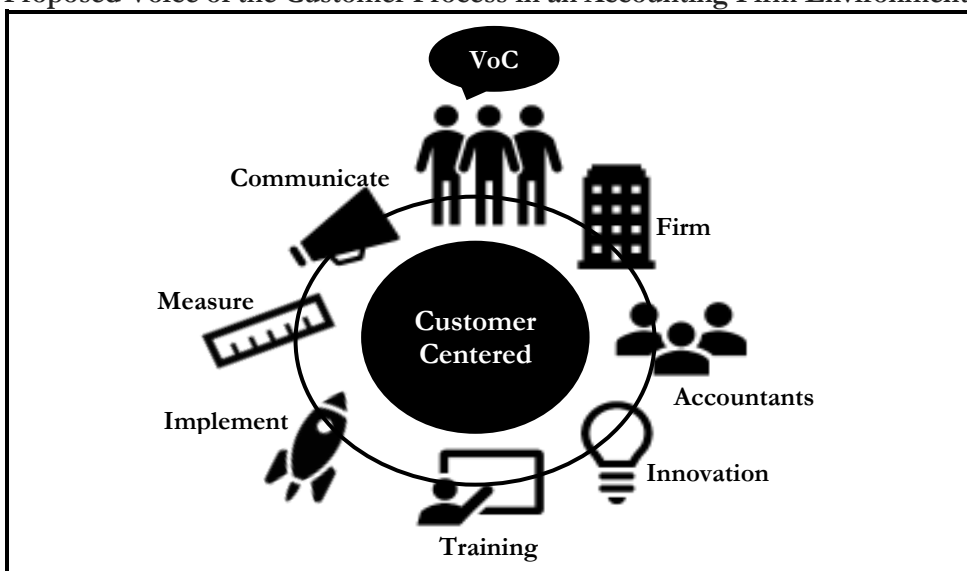 Proposed Voice of the Customer Process in an Accounting Firm Environment
VoC
Communicate
Firm
Measure
Customer
Centered
Accountants
Implement
Innovation
Training